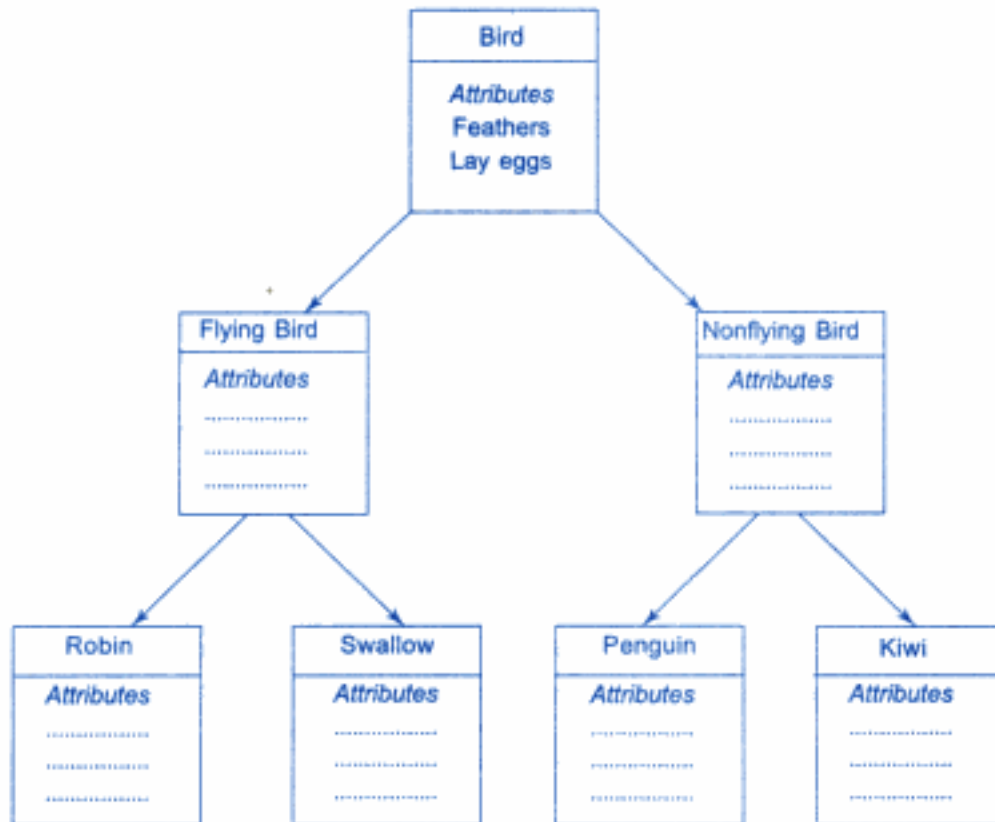 Bird
Attributes
Feathers
Lay eggs
Flying Bird
Attributes
Nonflying Bird
Attributes
Robin
Attributes
Swallow
Attributes
Penguin
Attributes
Kiwi
Attributes